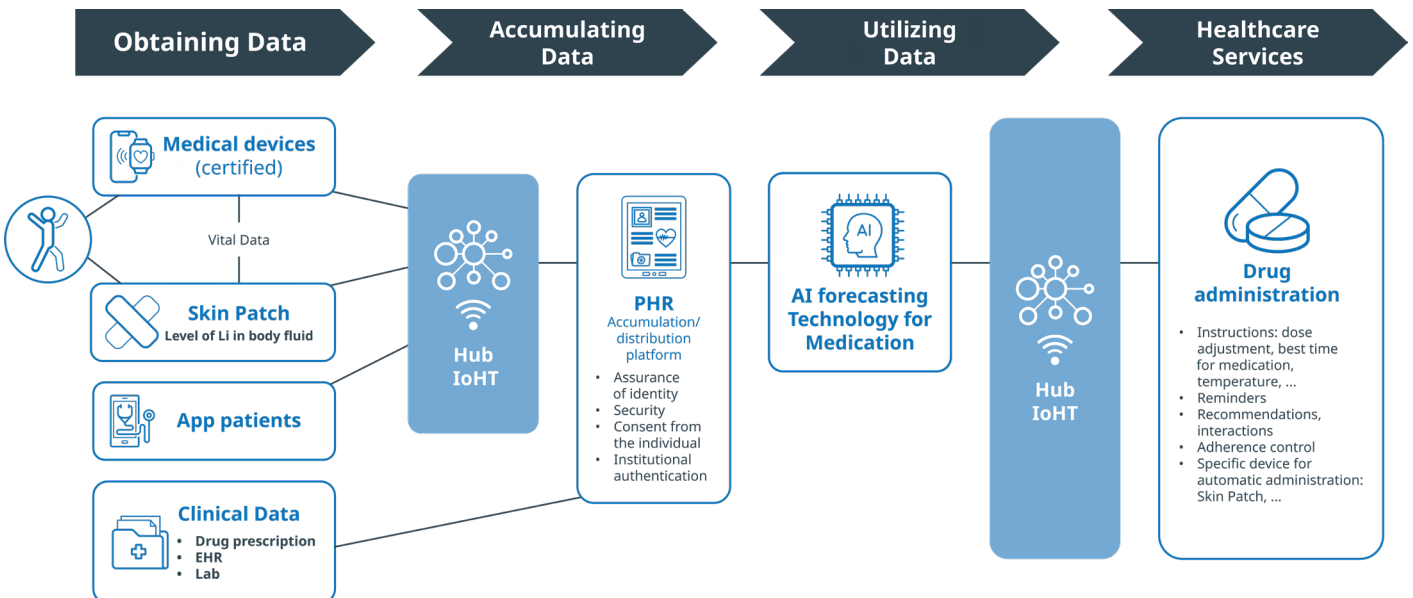 Obtaining Data
Accumulating
Data
Utilizing
Data
Healthcare
Services
Medical devices
(certified)
Vital Data
Skin Patch
Level of Li in body fluid
App patients
Clinical Data
• Drug prescription
• EHR
• Lab
Hub
IoHT
PHR
Accumulation/
distribution
platform
• Assurance
of identity
• Security
• Consent from
the individual
• Institutional
authentication
AI
AI forecasting
Technology for
Medication
Hub
IoHT
Drug
administration
• Instructions: dose
adjustment, best time
for medication,
temperature, ...
• Reminders
• Recommendations,
interactions
• Adherence control
• Specific device for
automatic administration:
Skin Patch, ...